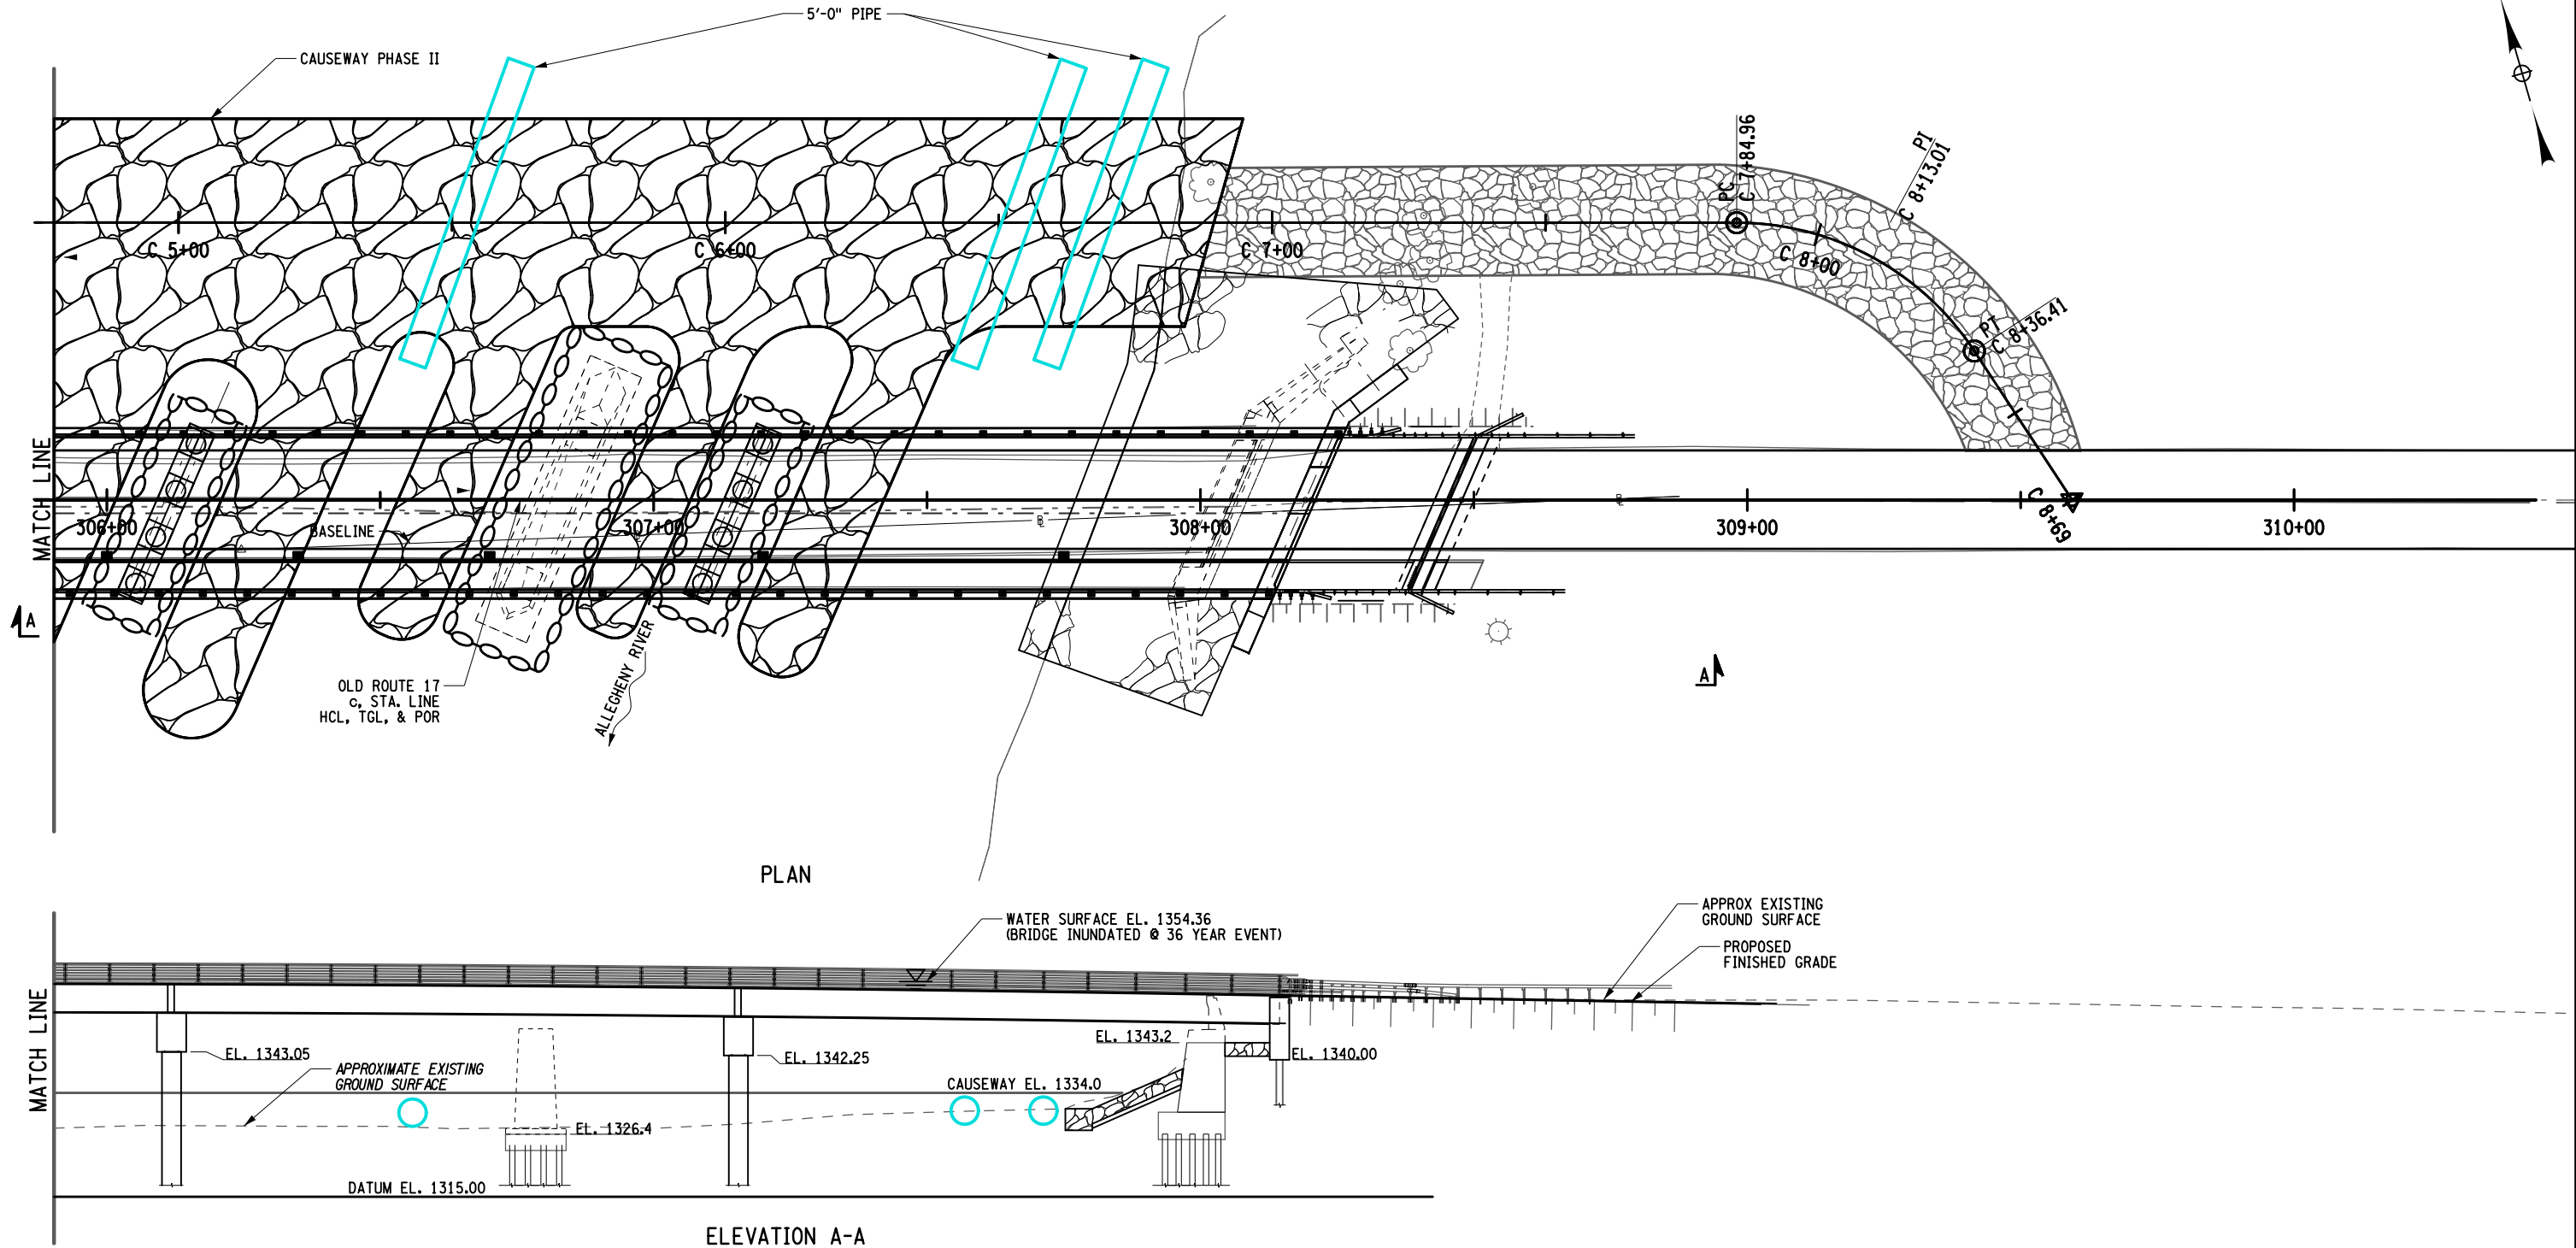 5'-0" PIPE
CAUSEWAY PHASE II
PC
C 7+84.96
PI
C 8+13.01
C 5+00
C 6+00
C 7+00
C 8+00
PT
C 8+36.41
MATCH LINE
306+00
BASELINE
307+00
308+00
309+00
C 8+69
310+00
A
A
OLD ROUTE 17
C, STA. LINE
HCL, TGL, & POR
ALLEGHENY RIVER
PLAN
WATER SURFACE EL. 1354.36
(BRIDGE INUNDATED @ 36 YEAR EVENT)
APPROX EXISTING
GROUND SURFACE
PROPOSED
FINISHED GRADE
MATCH LINE
EL. 1343.05
EL. 1342.25
EL. 1343.2
EL. 1340.00
APPROXIMATE EXISTING
GROUND SURFACE
CAUSEWAY EL. 1334.0
EL. 1326.4
DATUM EL. 1315.00
ELEVATION A-A